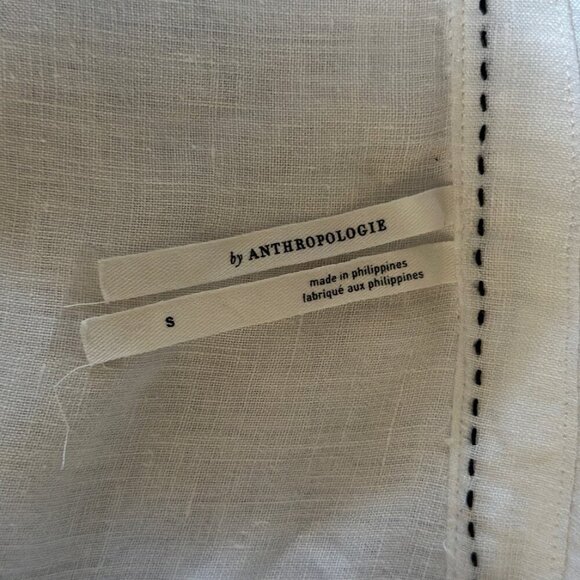 by ANTHROPOLOGIE
made in philippines
fabriqué aux philippines
S